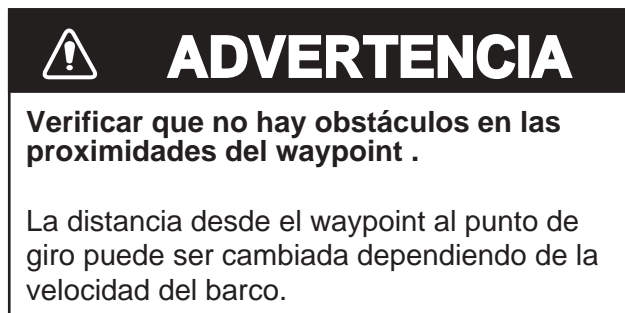 ADVERTENCIA
Verificar que no hay obstáculos en las
proximidades del waypoint .
La distancia desde el waypoint al punto de
giro puede ser cambiada dependiendo de la
velocidad del barco.